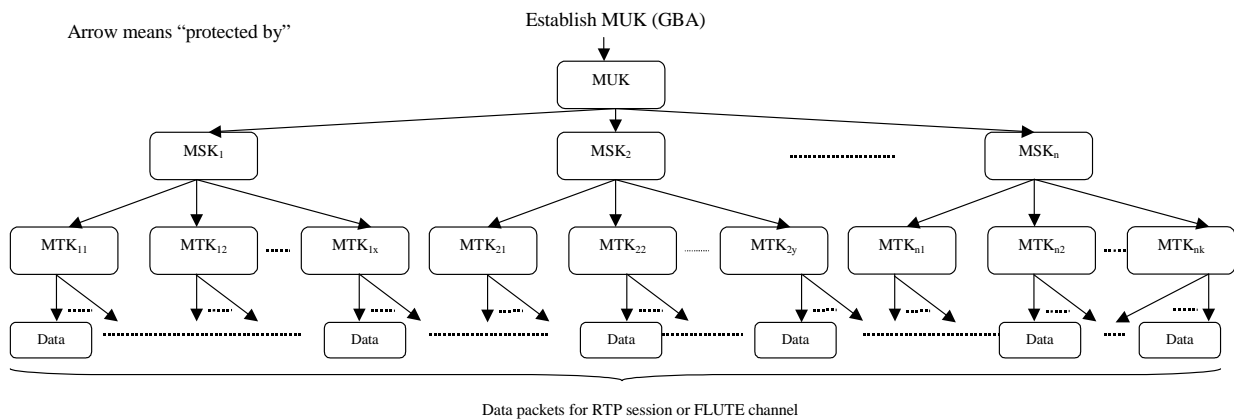 Establish MUK (GBA)
Arrow means “protected by”
MUK
MSK₁ MSK₂ MSKₙ
MTK₁₁ MTK₁₂ MTK₁ₓ MTK₂₁ MTK₂₂ MTK₂ᵧ MTKₙ₁ MTKₙ₂ MTKₙₖ
Data Data Data Data Data Data
Data packets for RTP session or FLUTE channel